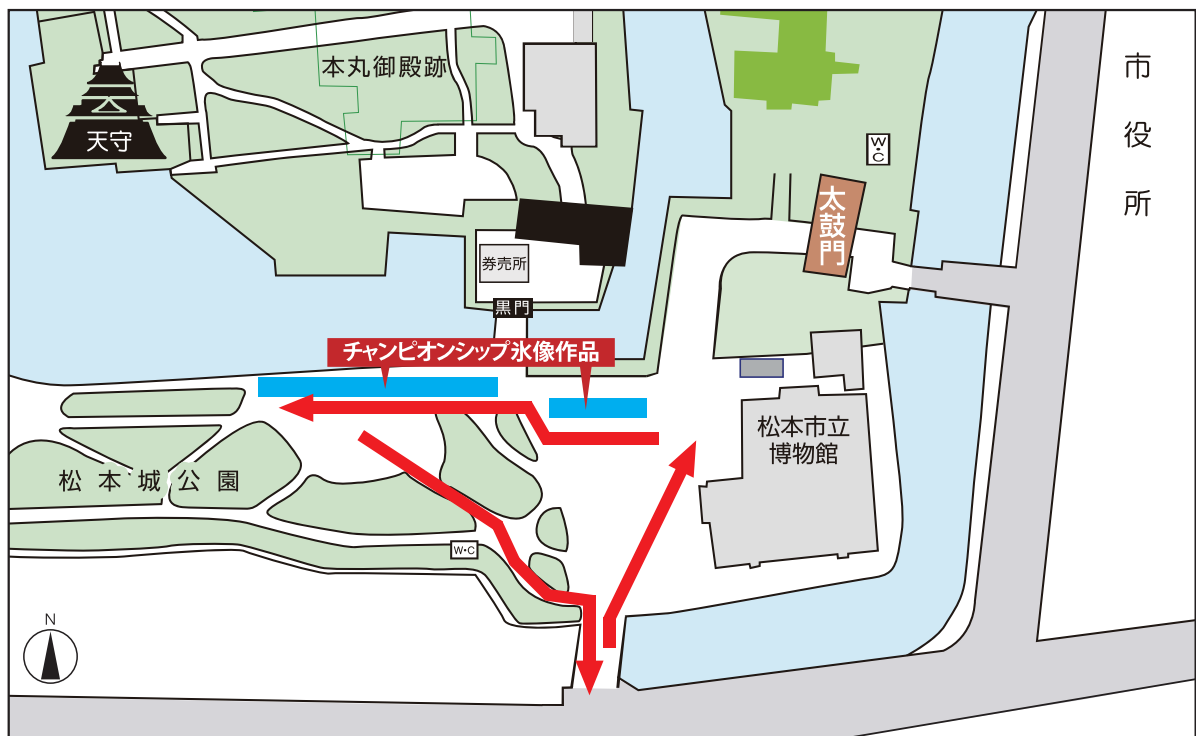 本丸御殿跡
天守
市役所
W・C
太鼓門
券売所
黒門
チャンピオンシップ氷像作品
松本市立
博物館
松本城公園
W・C
N